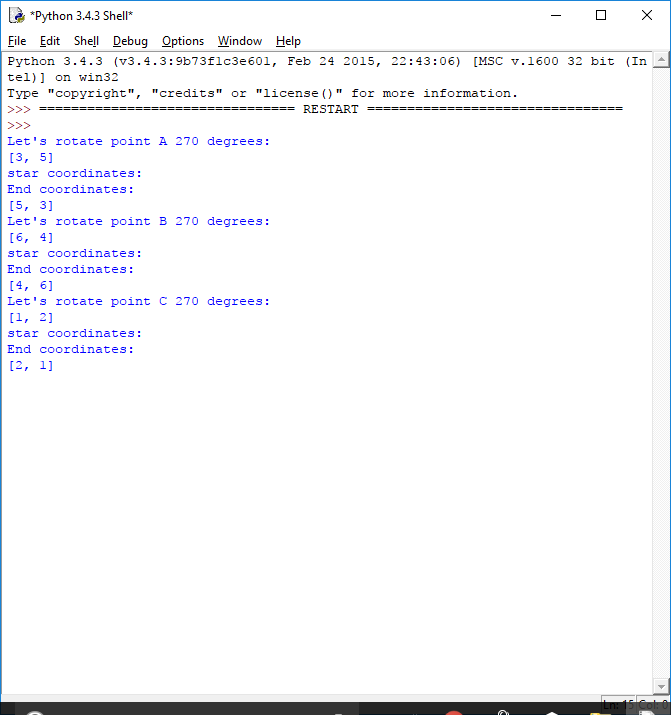 *Python 3.4.3 Shell*
File Edit Shell Debug Options Window Help
Python 3.4.3 (v3.4.3:9b73f1c3e601, Feb 24 2015, 22:43:06) [MSC v.1600 32 bit (In
tel)] on win32
Type "copyright", "credits" or "license()" for more information.
>>> ================================ RESTART ================================
>>>
Let's rotate point A 270 degrees:
[3, 5]
star coordinates:
End coordinates:
[5, 3]
Let's rotate point B 270 degrees:
[6, 4]
star coordinates:
End coordinates:
[4, 6]
Let's rotate point C 270 degrees:
[1, 2]
star coordinates:
End coordinates:
[2, 1]
Ln: 15 Col: 0